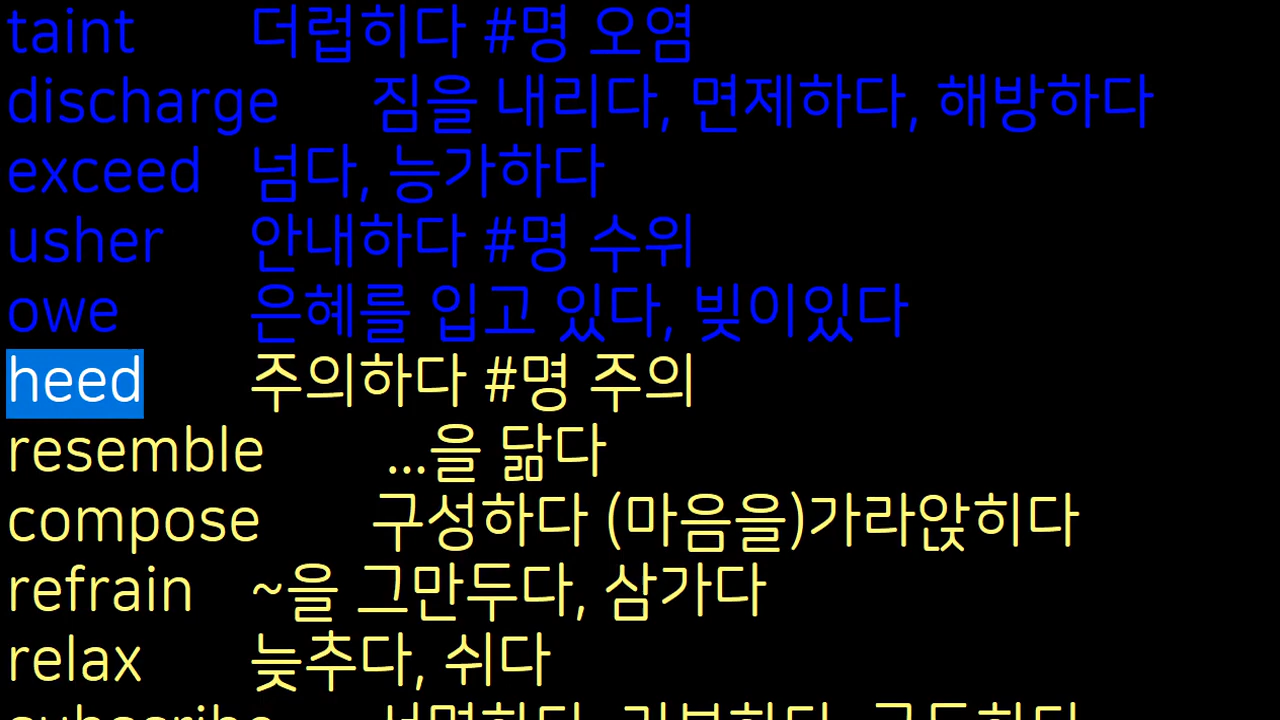 taint 더럽히다 #명 오염
discharge 짐을 내리다, 면제하다, 해방하다
exceed 넘다, 능가하다
usher 안내하다 #명 수위
owe 은혜를 입고 있다, 빚이있다
heed 주의하다 #명 주의
resemble ...을 닮다
compose 구성하다 (마음을)가라앉히다
refrain ~을 그만두다, 삼가다
relax 늦추다, 쉬다
subscribe